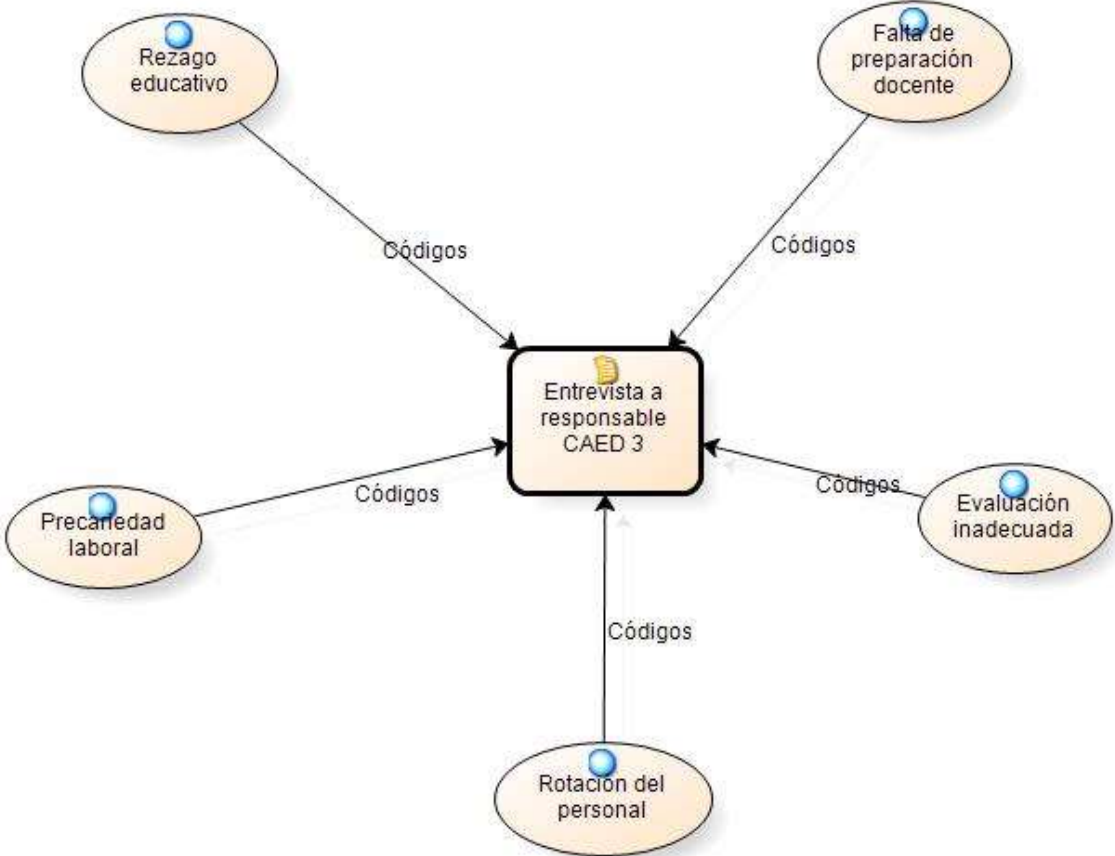 Rezago
educativo
Falta de
preparación
docente
Códigos
Códigos
Entrevista a
responsable
CAED 3
Precariedad
laboral
Códigos
Códigos
Evaluación
inadecuada
Códigos
Rotación del
personal